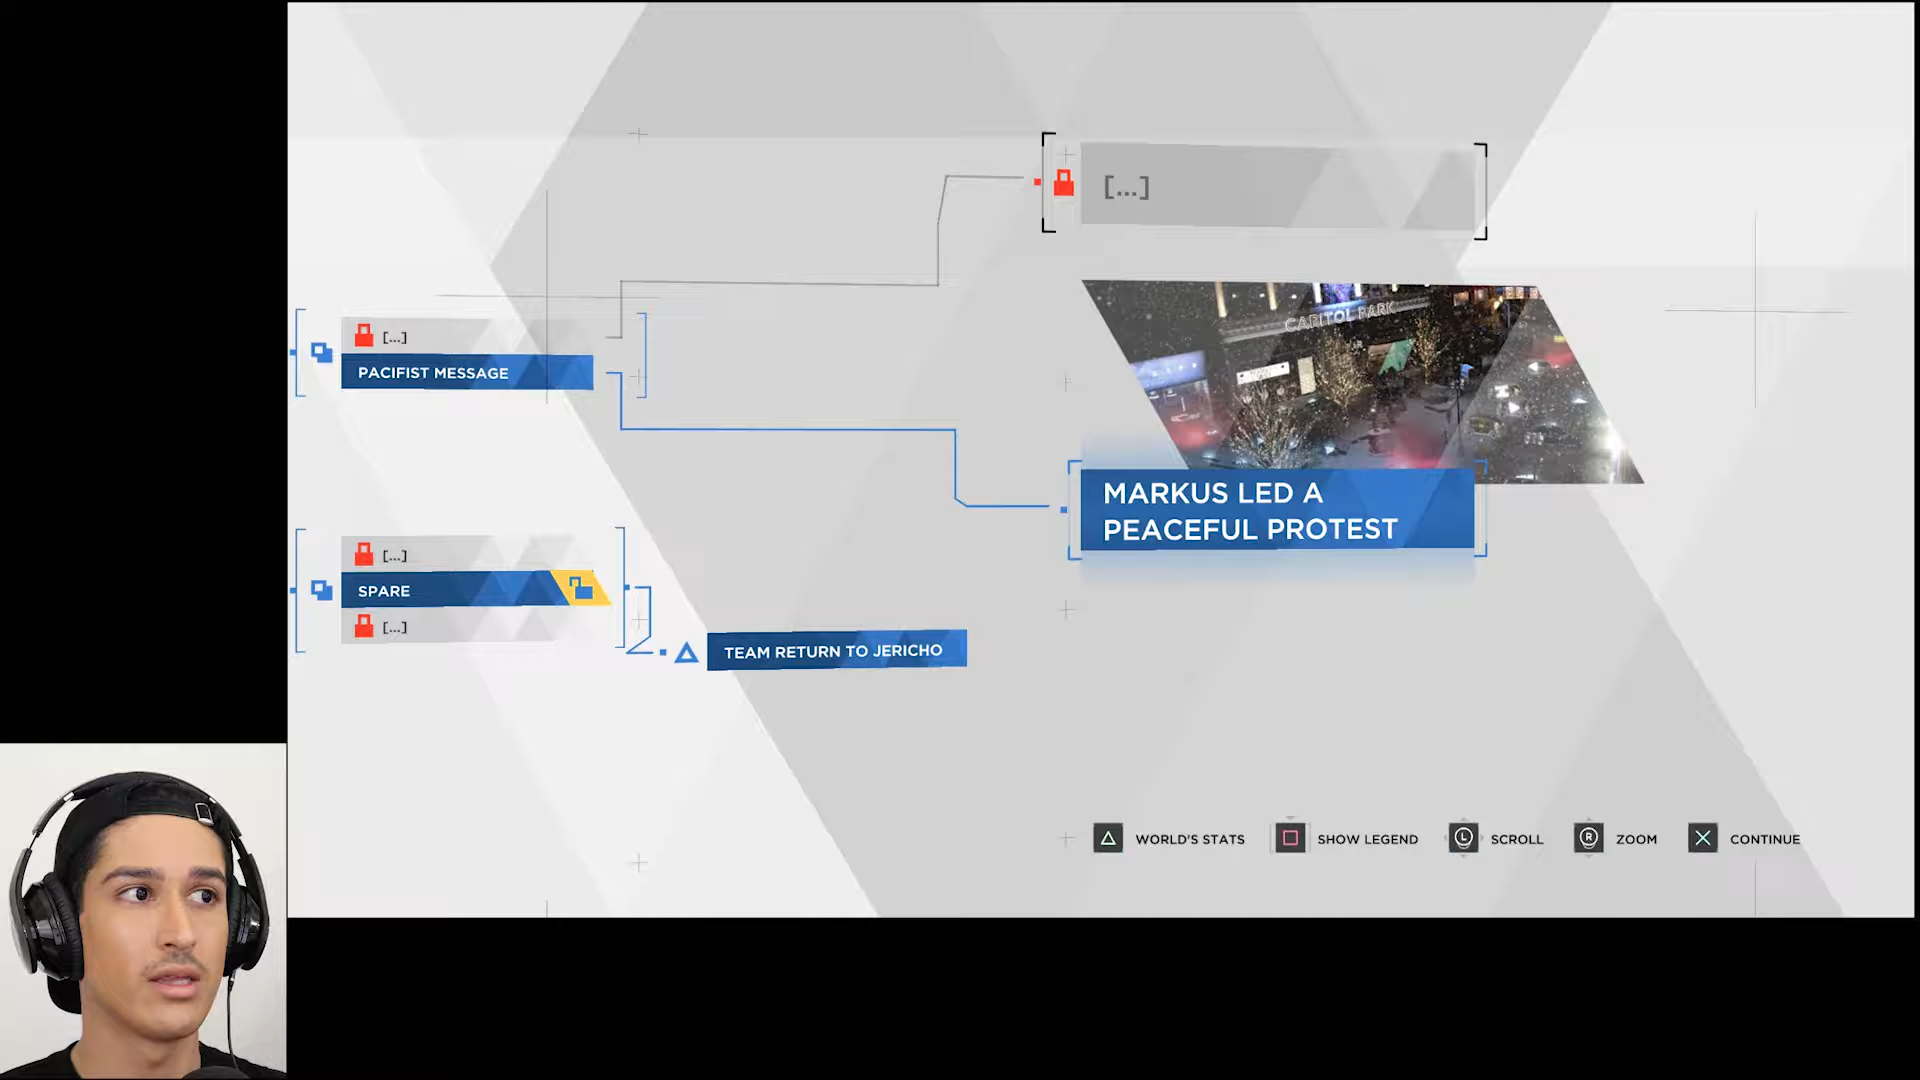 [...]
CAPITOL PARK
[...]
PACIFIST MESSAGE
MARKUS LED A
PEACEFUL PROTEST
[...]
SPARE
[...]
TEAM RETURN TO JERICHO
WORLD'S STATS
SHOW LEGEND
L
SCROLL
R
ZOOM
CONTINUE